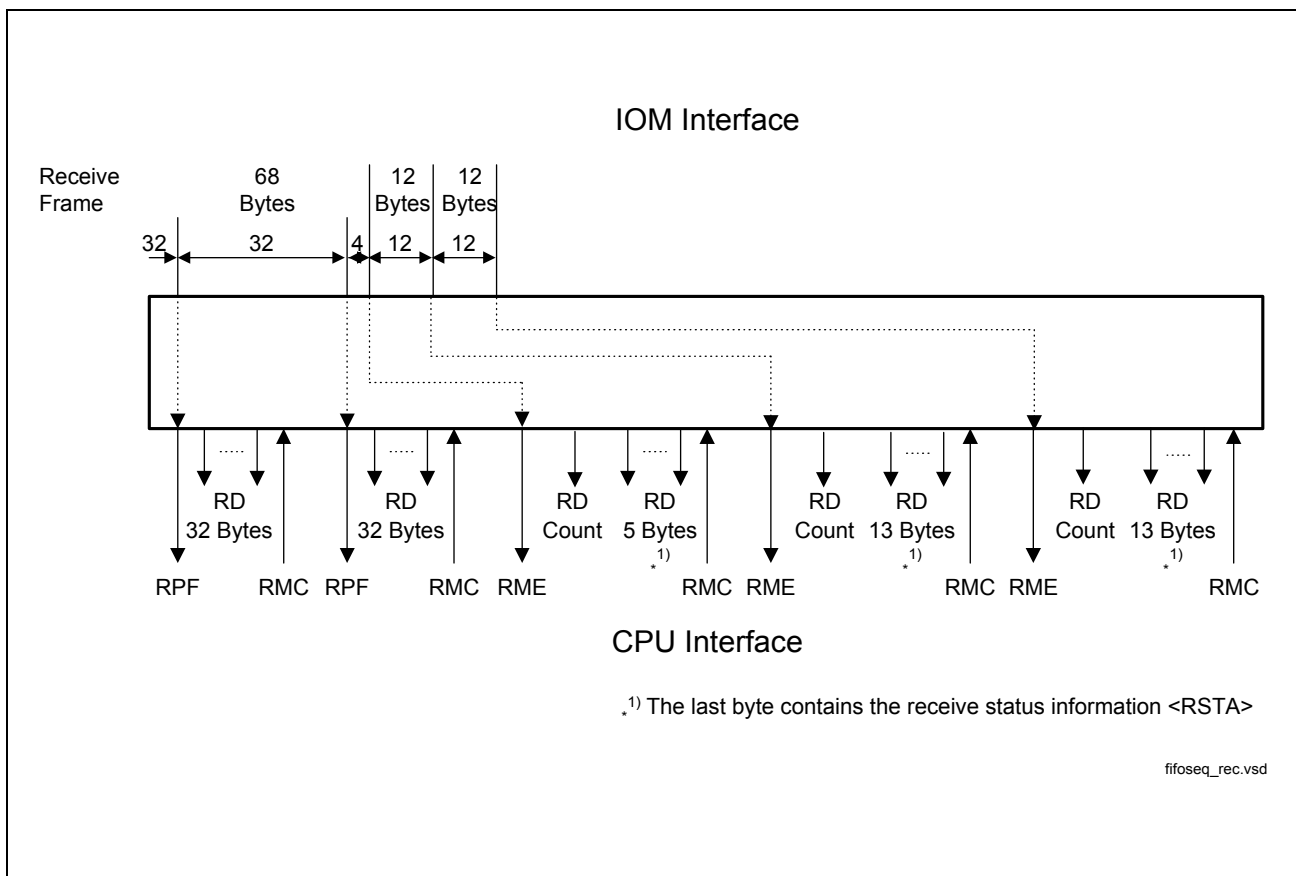 IOM Interface
Receive 68 12 12
Frame Bytes Bytes Bytes
32 32 4 12 12
..... ..... ..... ..... .....
RD RD RD RD RD RD RD RD
32 Bytes 32 Bytes Count 5 Bytes Count 13 Bytes Count 13 Bytes
*1) *1) *1)
RPF RMC RPF RMC RME RMC RME RMC RME RMC
CPU Interface
*1) The last byte contains the receive status information <RSTA>
fifoseq_rec.vsd